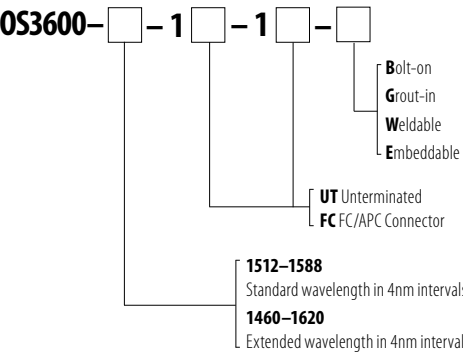 OS3600– – 1 – 1 –
Bolt-on
Grout-in
Weldable
Embeddable
UT Unterminated
FC FC/APC Connector
1512–1588
Standard wavelength in 4nm intervals
1460–1620
Extended wavelength in 4nm interval